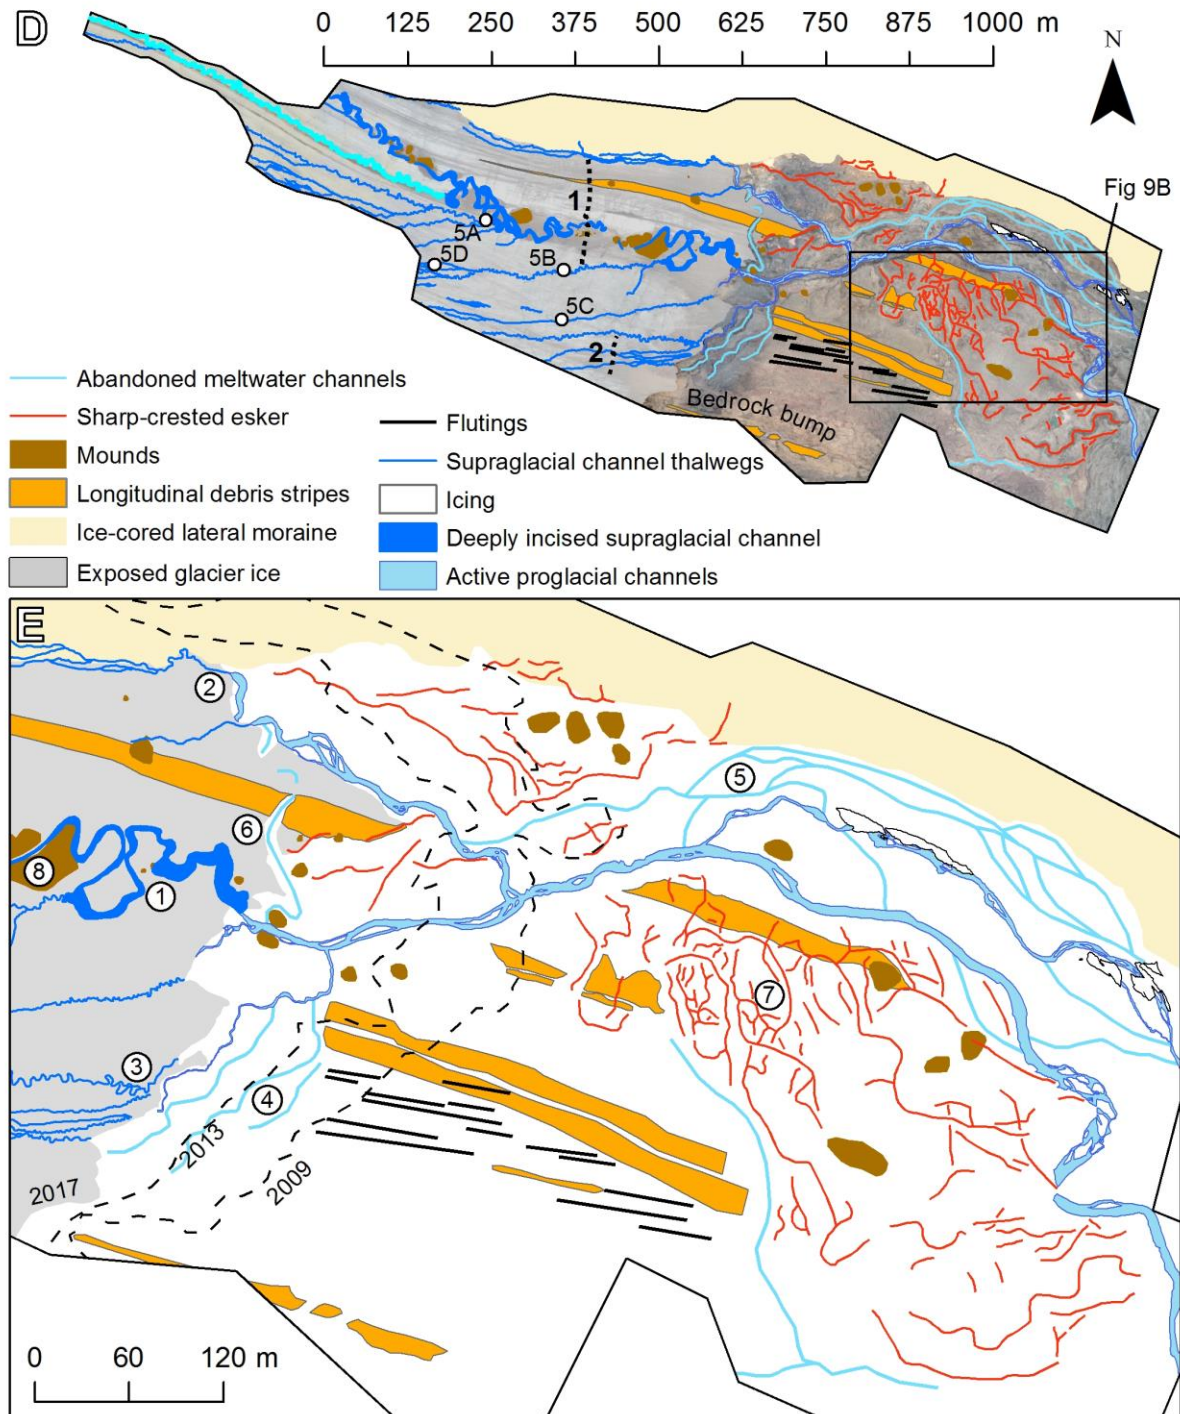 D
0 125 250 375 500 625 750 875 1000 m
N
Fig 9B
1
5A
5D
5B
5C
2
Bedrock bump
Abandoned meltwater channels
Sharp-crested esker
Mounds
Longitudinal debris stripes
Ice-cored lateral moraine
Exposed glacier ice
Flutings
Supraglacial channel thalwegs
Icing
Deeply incised supraglacial channel
Active proglacial channels
E
2
5
6
8
1
7
3
4
2013
2017
2009
0 60 120 m